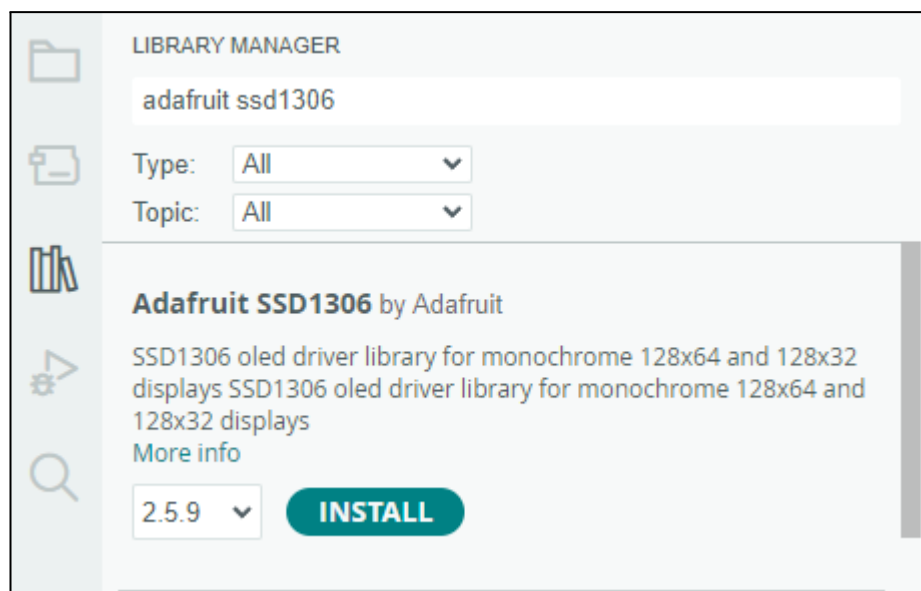 LIBRARY MANAGER
adafruit ssd1306
Type: All
Topic: All
Adafruit SSD1306 by Adafruit
SSD1306 oled driver library for monochrome 128x64 and 128x32
displays SSD1306 oled driver library for monochrome 128x64 and
128x32 displays
More info
2.5.9 INSTALL